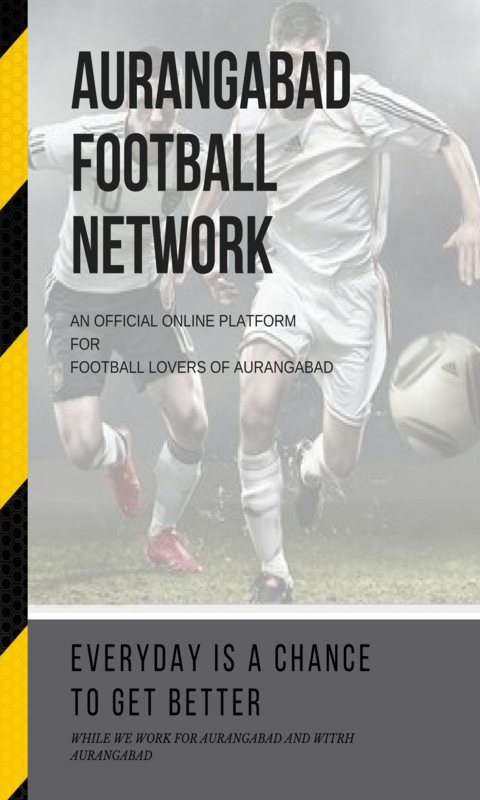 AURANGABAD
FOOTBALL
NETWORK
AN OFFICIAL ONLINE PLATFORM
FOR
FOOTBALL LOVERS OF AURANGABAD
EVERYDAY IS A CHANCE
TO GET BETTER
WHILE WE WORK FOR AURANGABAD AND WITRH
AURANGABAD